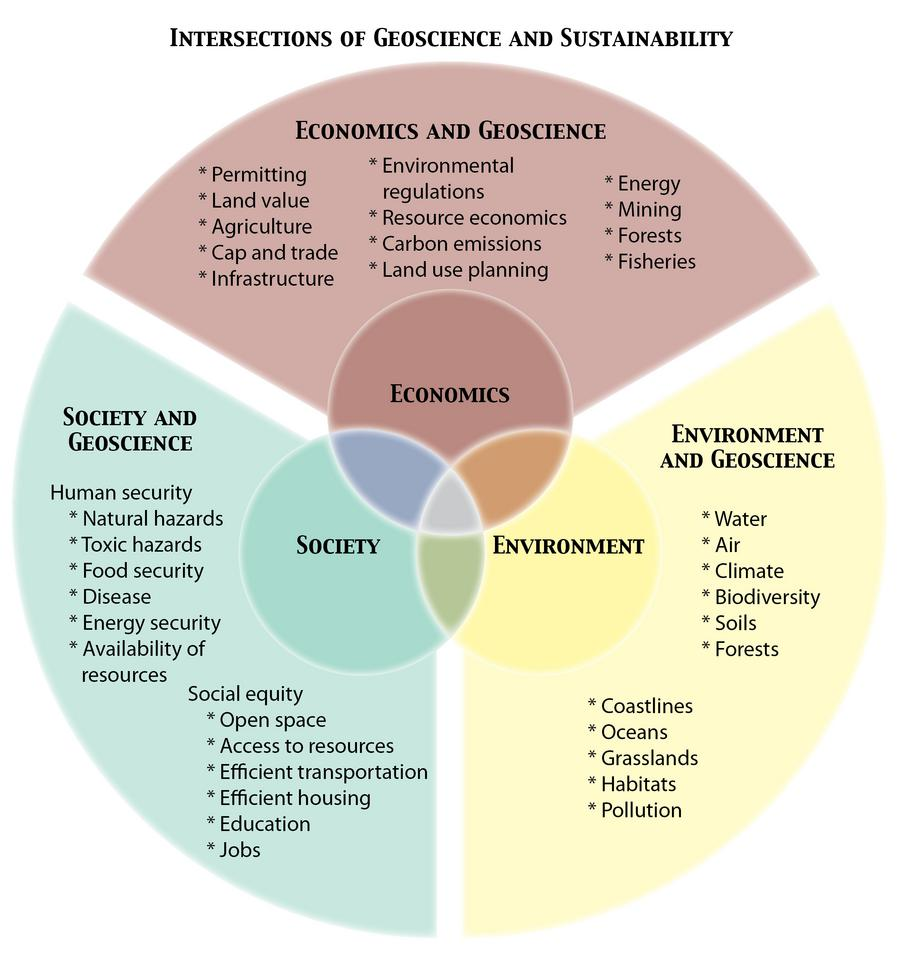 Intersections of Geoscience and Sustainability
Economics and Geoscience
* Permitting
* Land value
* Agriculture
* Cap and trade
* Infrastructure
* Environmental
regulations
* Resource economics
* Carbon emissions
* Land use planning
* Energy
* Mining
* Forests
* Fisheries
Economics
Society
Environment
Society and
Geoscience
Human security
* Natural hazards
* Toxic hazards
* Food security
* Disease
* Energy security
* Availability of
resources
Social equity
* Open space
* Access to resources
* Efficient transportation
* Efficient housing
* Education
* Jobs
Environment
and Geoscience
* Water
* Air
* Climate
* Biodiversity
* Soils
* Forests
* Coastlines
* Oceans
* Grasslands
* Habitats
* Pollution